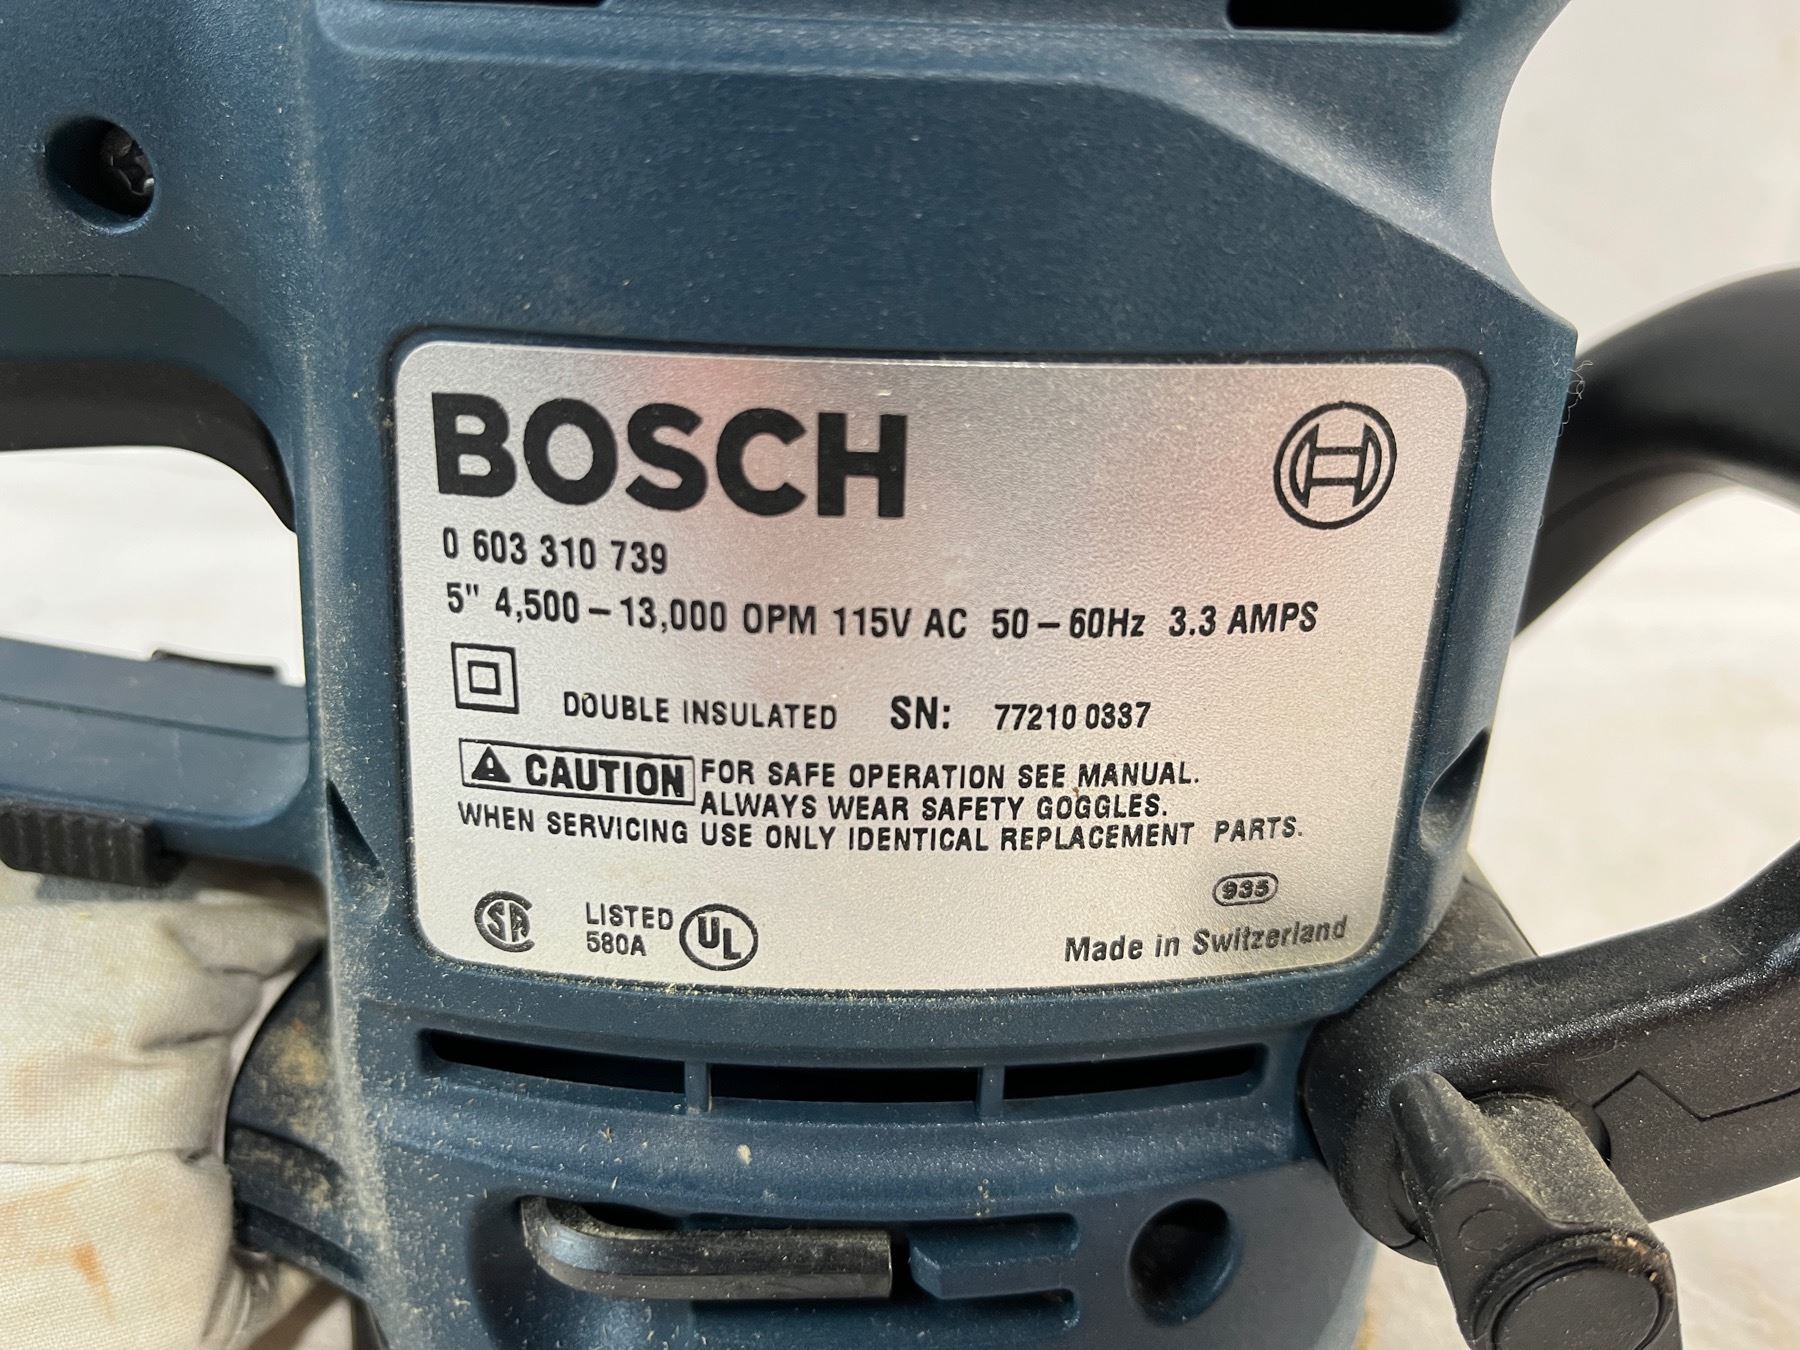 BOSCH
0 603 310 739
5" 4,500 – 13,000 OPM 115V AC 50 – 60Hz 3.3 AMPS
DOUBLE INSULATED SN: 77210 0337
CAUTION FOR SAFE OPERATION SEE MANUAL.
ALWAYS WEAR SAFETY GOGGLES.
WHEN SERVICING USE ONLY IDENTICAL REPLACEMENT PARTS.
935
SA LISTED UL
580A
Made in Switzerland